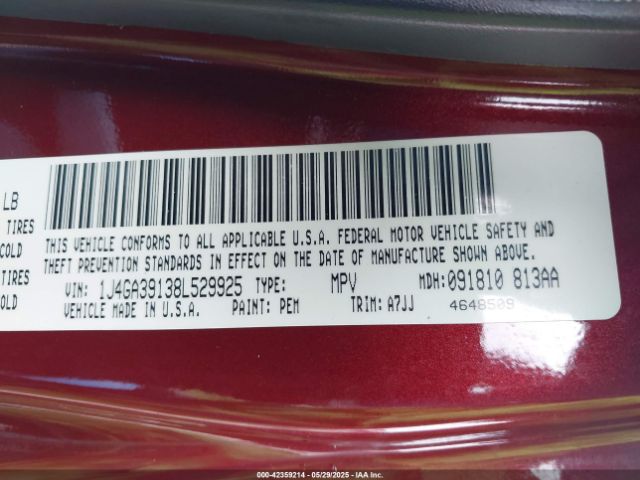 LB
TIRES
COLD
TIRES
OLD
THIS VEHICLE CONFORMS TO ALL APPLICABLE U.S.A. FEDERAL MOTOR VEHICLE SAFETY AND
THEFT PREVENTION STANDARDS IN EFFECT ON THE DATE OF MANUFACTURE SHOWN ABOVE.
VIN: 1J4GA39138L529925 TYPE: MPV MDH: 091810 813AA
VEHICLE MADE IN U.S.A. PAINT: PEM TRIM: A7JJ 4648509
000-42359214 - 05/29/2025 - IAA Inc.